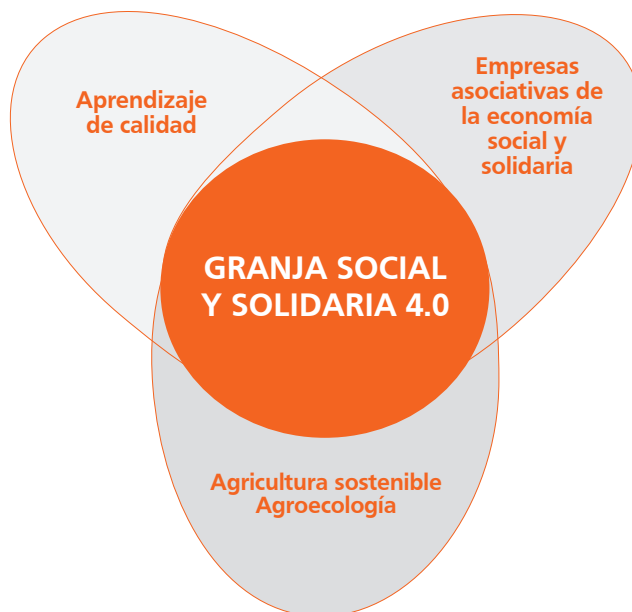 Aprendizaje
de calidad
Empresas
asociativas de
la economía
social y
solidaria
GRANJA SOCIAL
Y SOLIDARIA 4.0
Agricultura sostenible
Agroecología